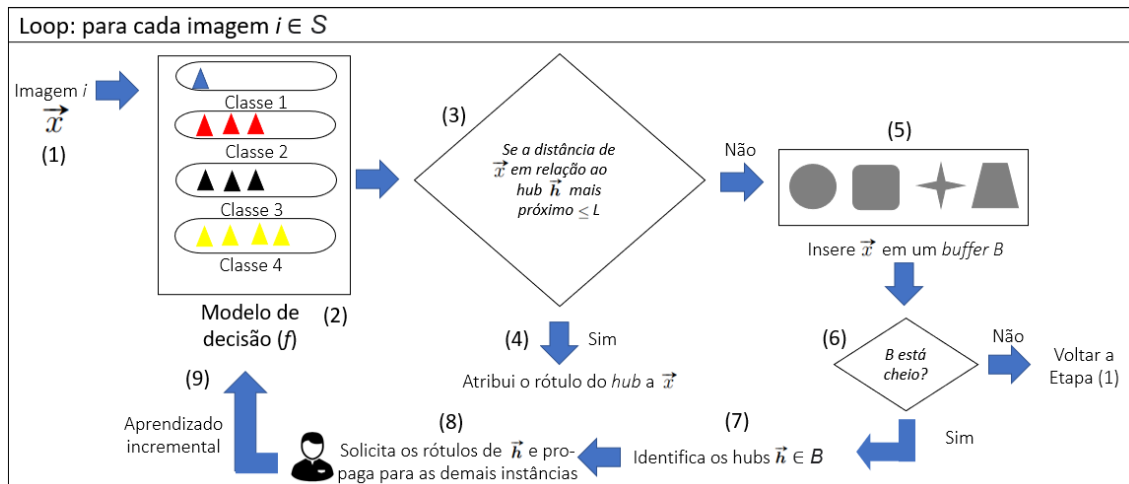 Loop: para cada imagem i ∈ S
Imagem i
x⃗
(1)
Classe 1
Classe 2
Classe 3
Classe 4
Modelo de
decisão (f)
(2)
(3)
Se a distância de
x⃗ em relação ao
hub h⃗ mais
próximo ≤ L
Não
(5)
Insere x⃗ em um buffer B
(4)
Sim
Atribui o rótulo do hub a x⃗
(6)
B está
cheio?
Não
Voltar a
Etapa (1)
Sim
(7)
Identifica os hubs h⃗ ∈ B
(8)
Solicita os rótulos de h⃗ e pro-
paga para as demais instâncias
(9)
Aprendizado
incremental